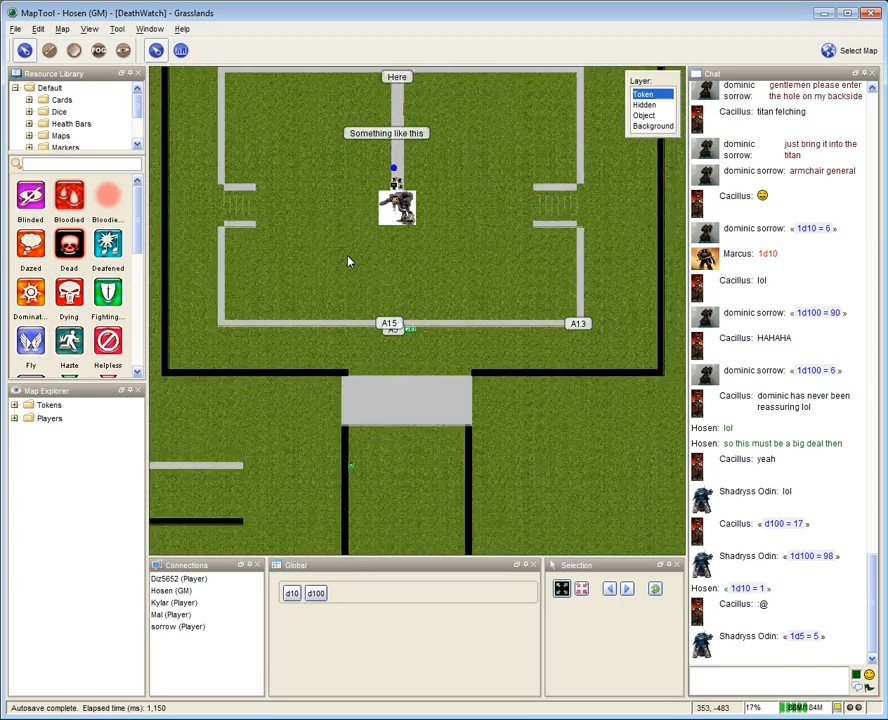 MapTool - Hosen (GM) - [DeathWatch] - Grasslands
File Edit Map View Tool Window Help
FOG
Select Map
Resource Library
Default
Cards
Dice
Health Bars
Maps
Markers
Blinded Bloodied Bloodie...
Dazed Dead Deafened
Dominat... Dying Fighting...
Fly Haste Helpless
Map Explorer
Tokens
Players
Here
Something like this
A15
A13
Layer:
Token
Hidden
Object
Background
Connections
Diz5652 (Player)
Hosen (GM)
Kylar (Player)
Mal (Player)
sorrow (Player)
Global
d10 d100
Selection
Chat
dominic sorrow: gentlemen please enter
the hole on my backside
Cacillus: titan felching
dominic sorrow: just bring it into the
titan
dominic sorrow: armchair general
Cacillus:
dominic sorrow: « 1d10 = 6 »
Marcus: 1d10
Cacillus: lol
dominic sorrow: « 1d100 = 90 »
Cacillus: HAHAHA
dominic sorrow: « 1d100 = 6 »
Cacillus: dominic has never been
reassuring lol
Hosen: lol
Hosen: so this must be a big deal then
Cacillus: yeah
Shadryss Odin: lol
Cacillus: « d100 = 17 »
Shadryss Odin: « 1d100 = 98 »
Hosen: « 1d10 = 1 »
Cacillus: :@
Shadryss Odin: « 1d5 = 5 »
Autosave complete. Elapsed time (ms): 1,150
353, -483
17%